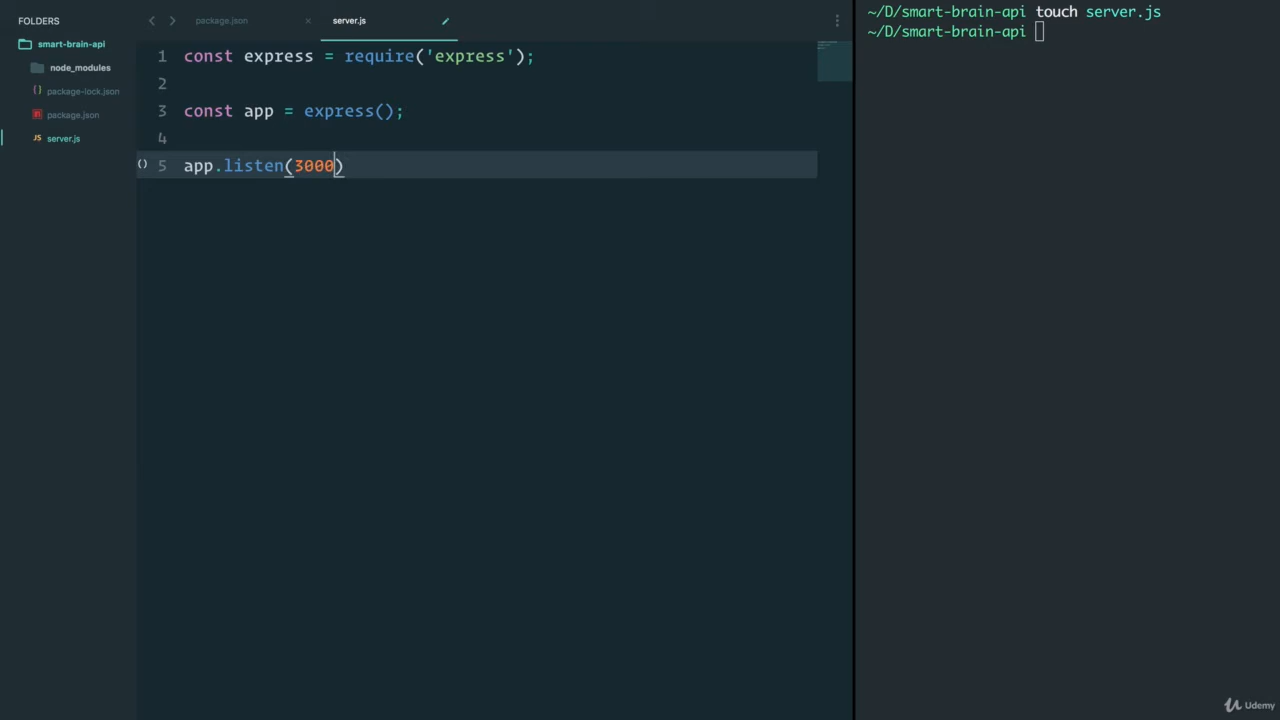 FOLDERS
smart-brain-api
node_modules
package-lock.json
package.json
server.js
package.json × server.js
1 const express = require('express');
2
3 const app = express();
4
() 5 app.listen(3000)
~/D/smart-brain-api touch server.js
~/D/smart-brain-api
Udemy